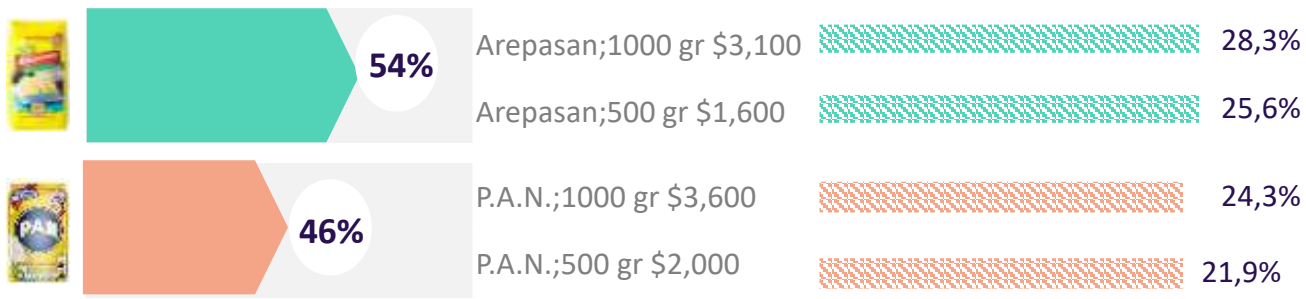 54%
Arepasan;1000 gr $3,100
28,3%
Arepasan;500 gr $1,600
25,6%
46%
P.A.N.;1000 gr $3,600
24,3%
P.A.N.;500 gr $2,000
21,9%
PAN